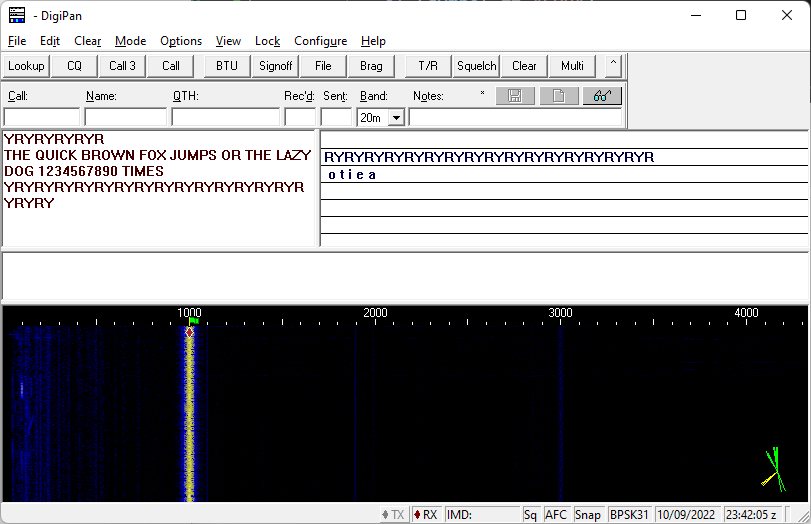 - DigiPan
File Edit Clear Mode Options View Lock Configure Help
Lookup CQ Call 3 Call BTU Signoff File Brag T/R Squelch Clear Multi ^
Call: Name: QTH: Rec'd: Sent: Band: Notes: *
20m
YRYRYRYRYR
THE QUICK BROWN FOX JUMPS OR THE LAZY
DOG 1234567890 TIMES
YRYRYRYRYRYRYRYRYRYRYRYRYRYRYR
YRYRY
RYRYRYRYRYRYRYRYRYRYRYRYRYRYRYRYR
o t i e a
1000 2000 3000 4000
TX RX IMD: Sq AFC Snap BPSK31 10/09/2022 23:42:05 z